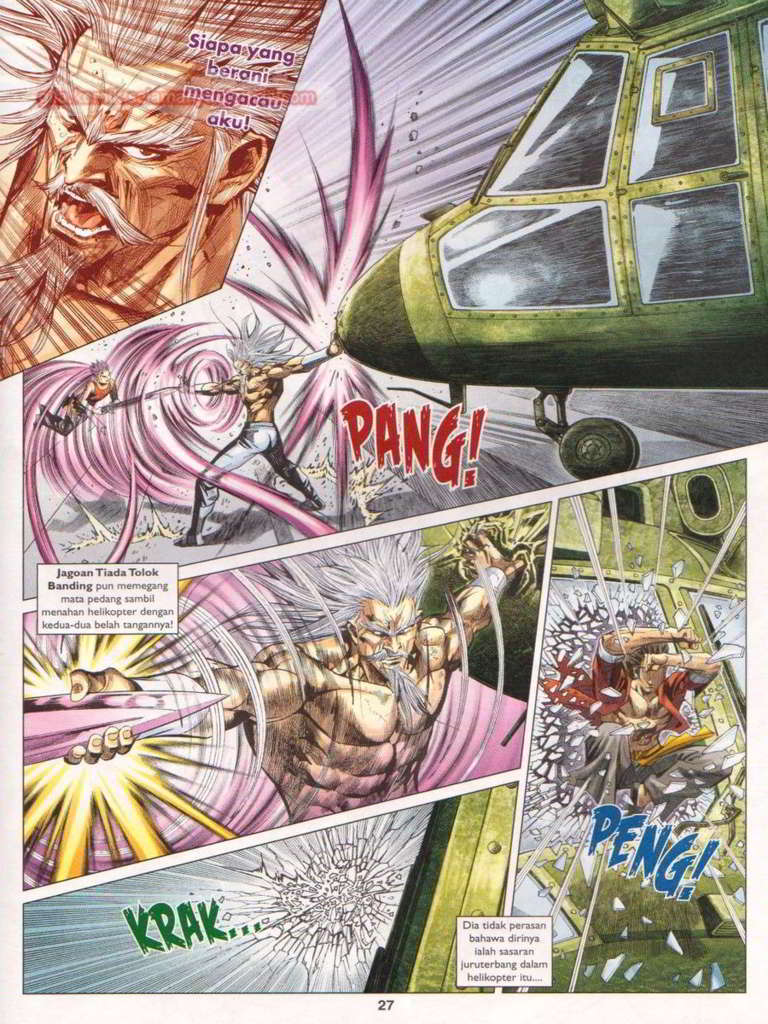 Siapa yang
berani
mengacau
aku!
PANG!
Jagoan Tiada Tolok
Banding pun memegang
mata pedang sambil
menahan helikopter dengan
kedua-dua belah tangannya!
PENG!
KRAK...
Dia tidak perasan
bahawa dirinya
ialah sasaran
juruterbang dalam
helikopter itu....
27